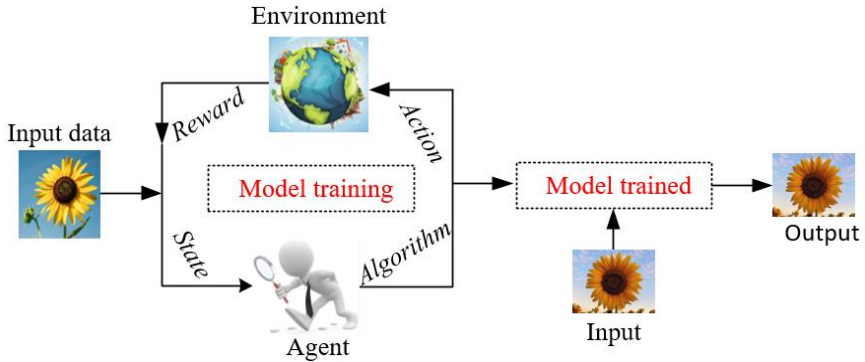 Environment
Reward
Action
Input data
Model training
Model trained
State
Algorithm
Output
Agent
Input